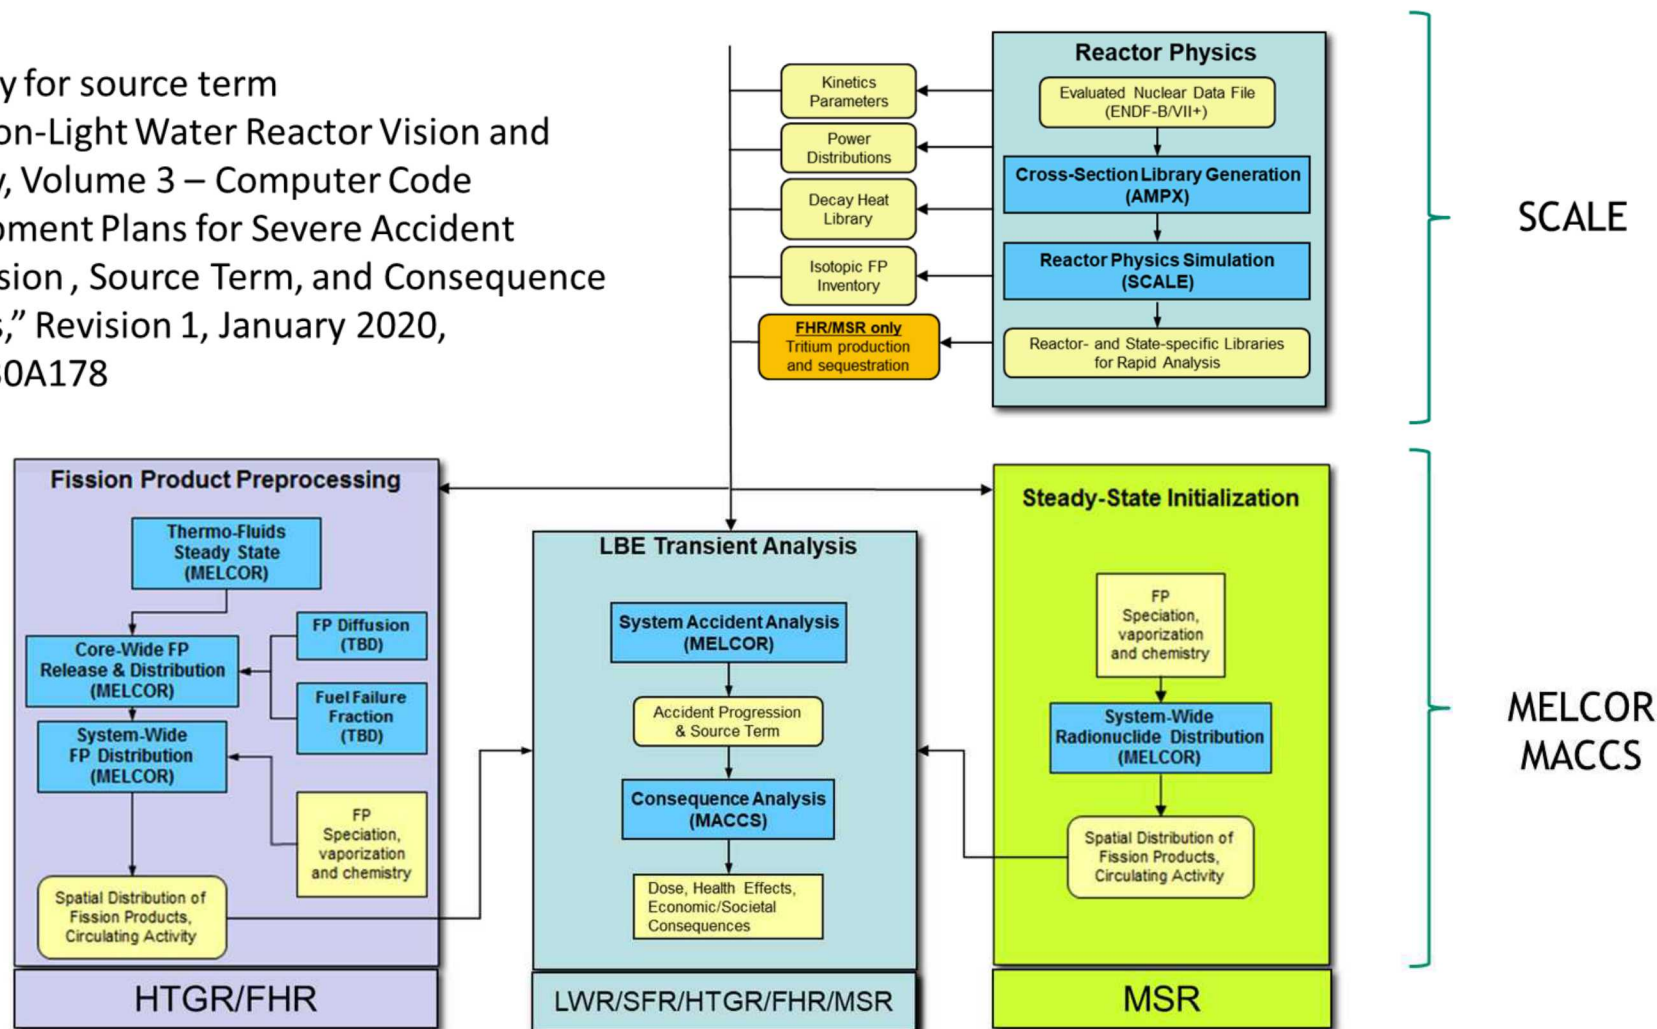 y for source term
on-Light Water Reactor Vision and
y, Volume 3 – Computer Code
pment Plans for Severe Accident
sion , Source Term, and Consequence
s,” Revision 1, January 2020,
0A178
Reactor Physics
Evaluated Nuclear Data File
(ENDF-B/VII+)
Cross-Section Library Generation
(AMPX)
Reactor Physics Simulation
(SCALE)
Reactor- and State-specific Libraries
for Rapid Analysis
Kinetics
Parameters
Power
Distributions
Decay Heat
Library
Isotopic FP
Inventory
FHR/MSR only
Tritium production
and sequestration
SCALE
Fission Product Preprocessing
Thermo-Fluids
Steady State
(MELCOR)
Core-Wide FP
Release & Distribution
(MELCOR)
FP Diffusion
(TBD)
Fuel Failure
Fraction
(TBD)
System-Wide
FP Distribution
(MELCOR)
FP
Speciation,
vaporization
and chemistry
Spatial Distribution of
Fission Products,
Circulating Activity
HTGR/FHR
LBE Transient Analysis
System Accident Analysis
(MELCOR)
Accident Progression
& Source Term
Consequence Analysis
(MACCS)
Dose, Health Effects,
Economic/Societal
Consequences
LWR/SFR/HTGR/FHR/MSR
Steady-State Initialization
FP
Speciation,
vaporization
and chemistry
System-Wide
Radionuclide Distribution
(MELCOR)
Spatial Distribution of
Fission Products,
Circulating Activity
MSR
MELCOR
MACCS